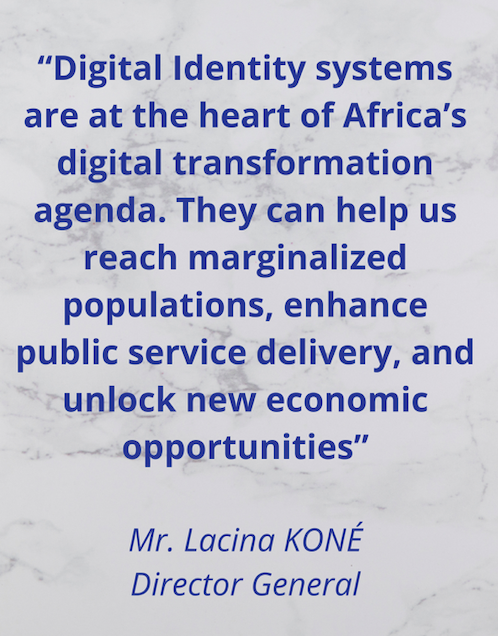 “Digital Identity systems
are at the heart of Africa’s
digital transformation
agenda. They can help us
reach marginalized
populations, enhance
public service delivery, and
unlock new economic
opportunities”
Mr. Lacina KONÉ
Director General